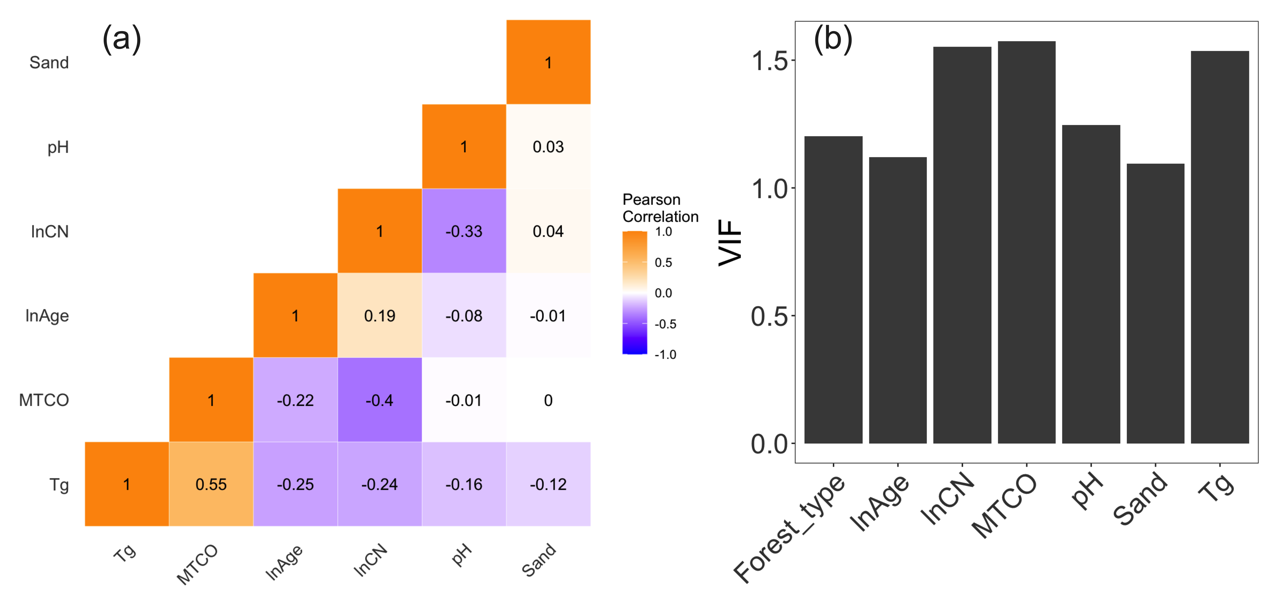 (a)
Sand
1
pH
1
0.03
lnCN
1
-0.33
0.04
lnAge
1
0.19
-0.08
-0.01
MTCO
1
-0.22
-0.4
-0.01
0
Tg
1
0.55
-0.25
-0.24
-0.16
-0.12
Tg
MTCO
lnAge
lnCN
pH
Sand
Pearson
Correlation
1.0
0.5
0.0
-0.5
-1.0
(b)
VIF
1.5
1.0
0.5
0.0
Forest_type
lnAge
lnCN
MTCO
pH
Sand
Tg